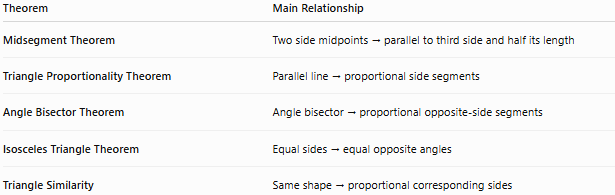 Theorem Main Relationship
Midsegment Theorem Two side midpoints → parallel to third side and half its length
Triangle Proportionality Theorem Parallel line → proportional side segments
Angle Bisector Theorem Angle bisector → proportional opposite-side segments
Isosceles Triangle Theorem Equal sides → equal opposite angles
Triangle Similarity Same shape → proportional corresponding sides